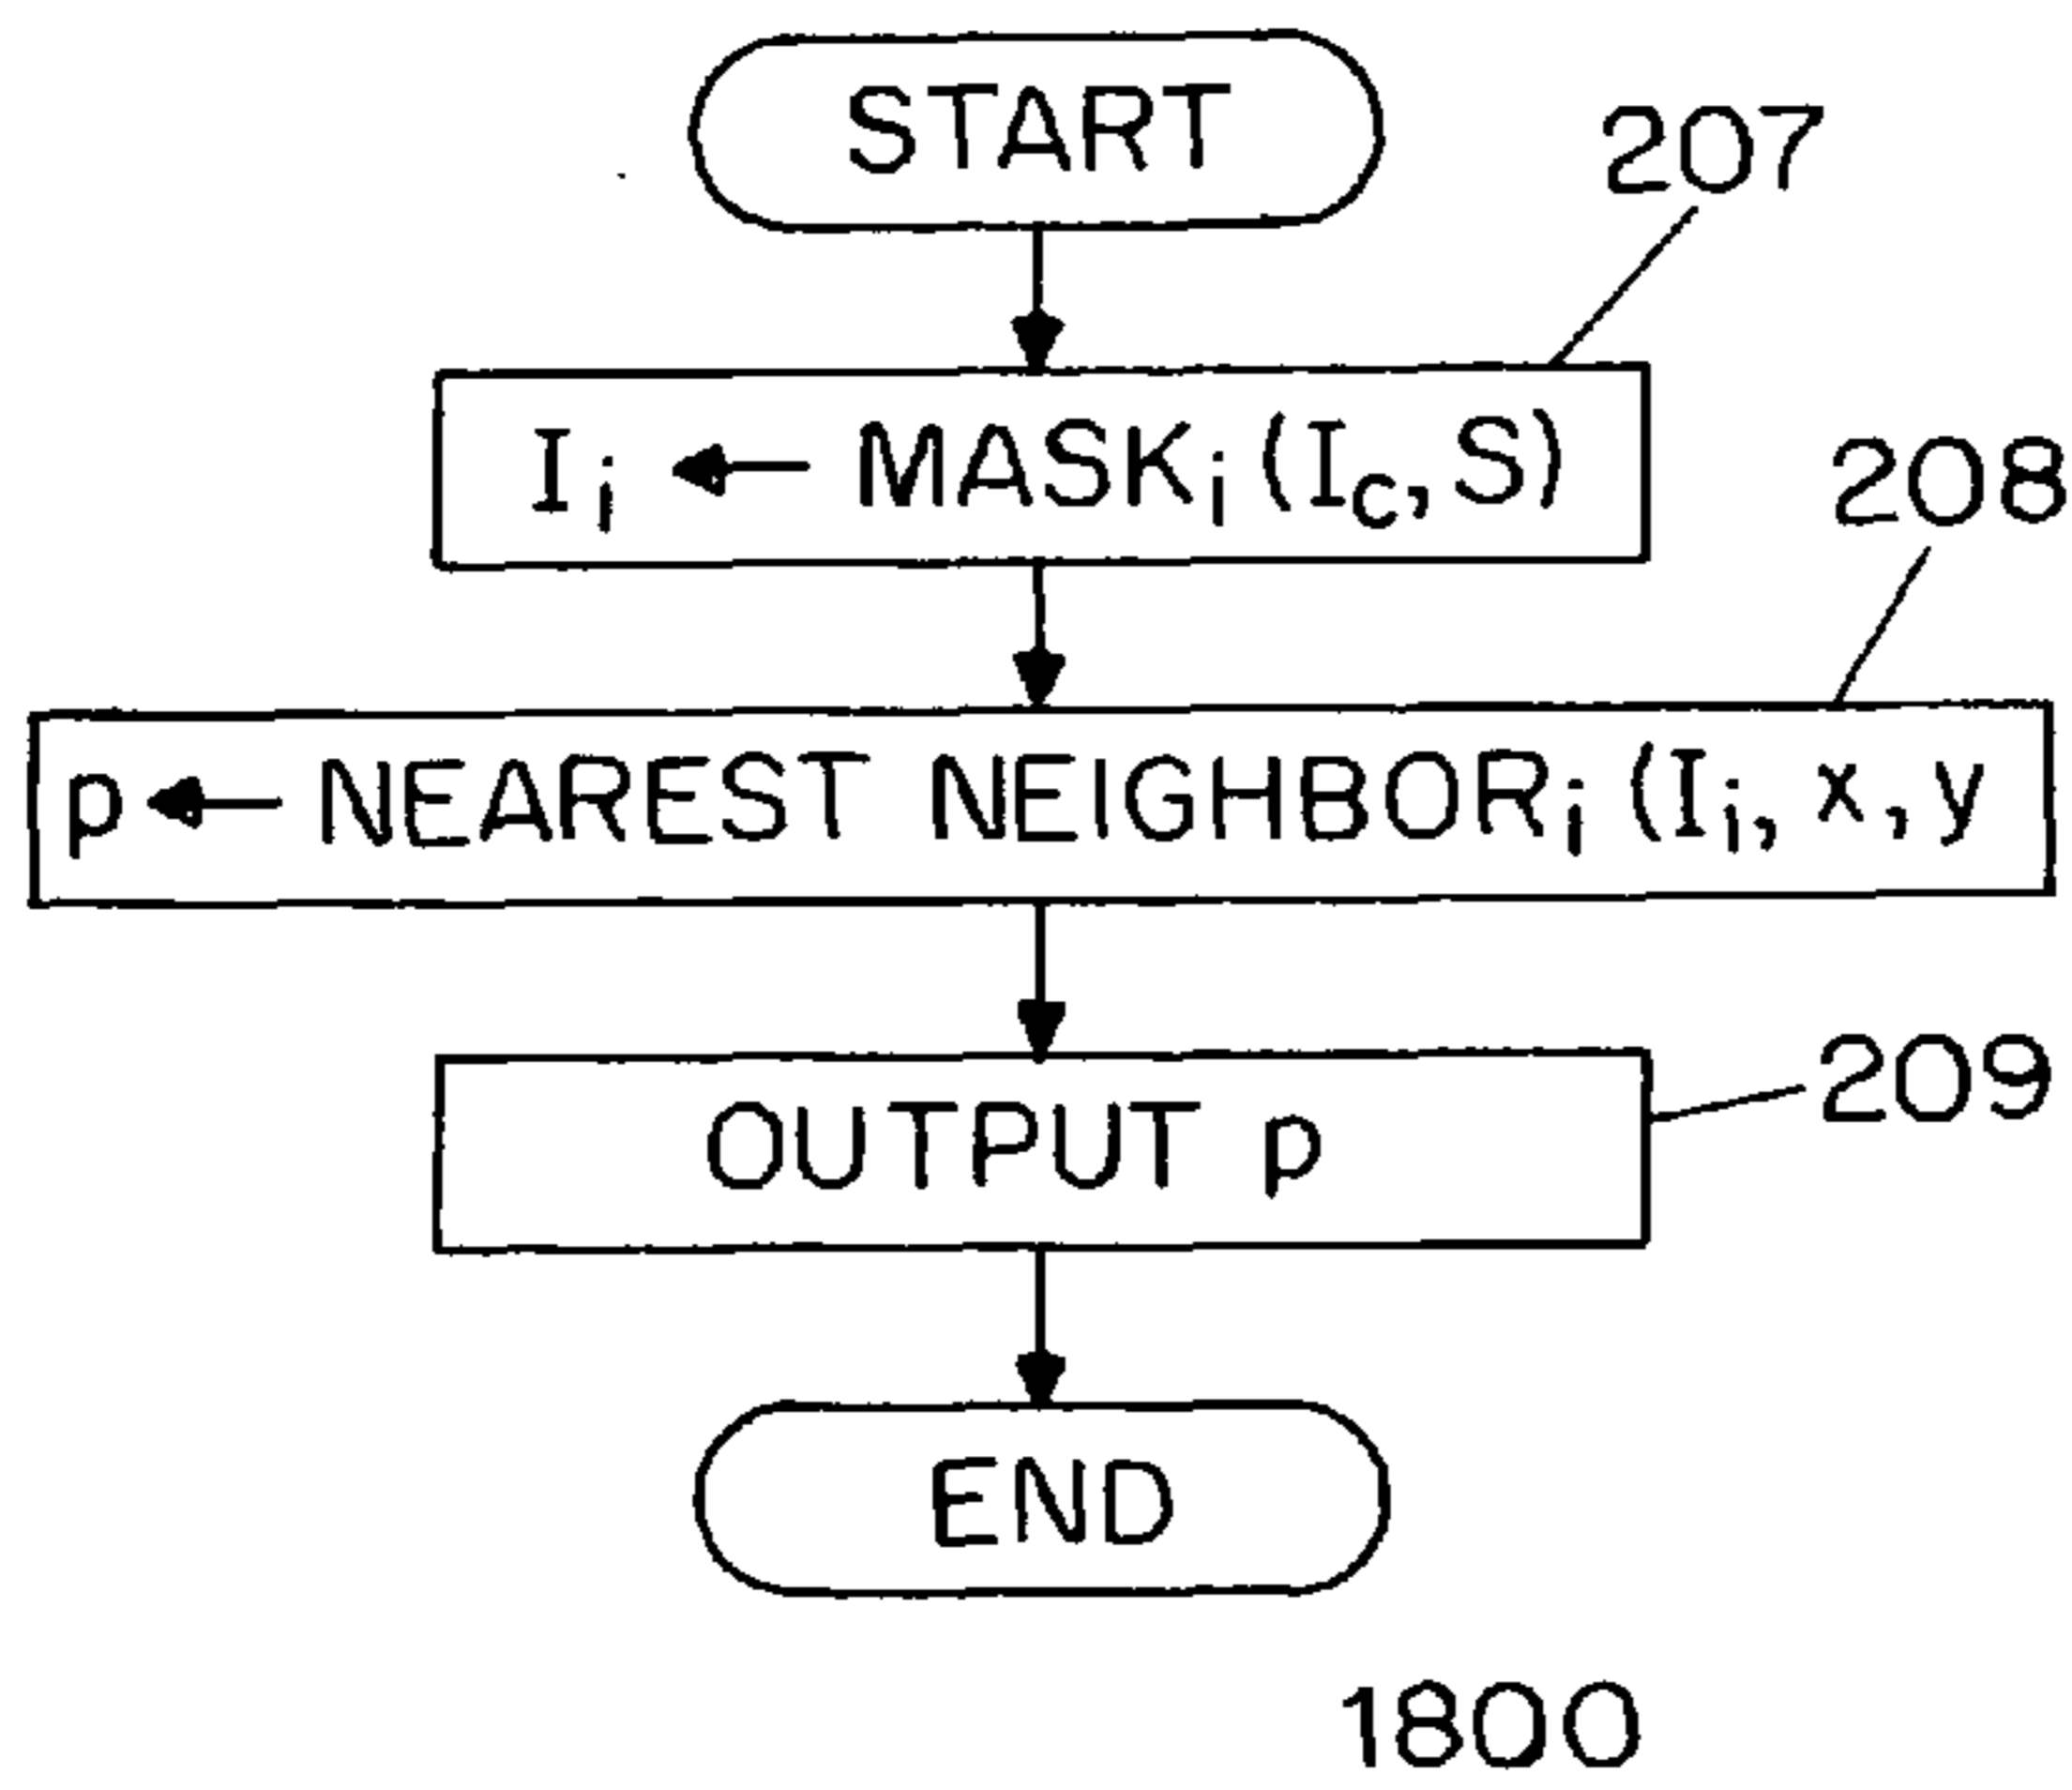 START
207
Iᵢ ← MASKᵢ (I꜀, S)
208
p ← NEAREST NEIGHBORᵢ (Iᵢ, x, y
OUTPUT p
209
END
1800